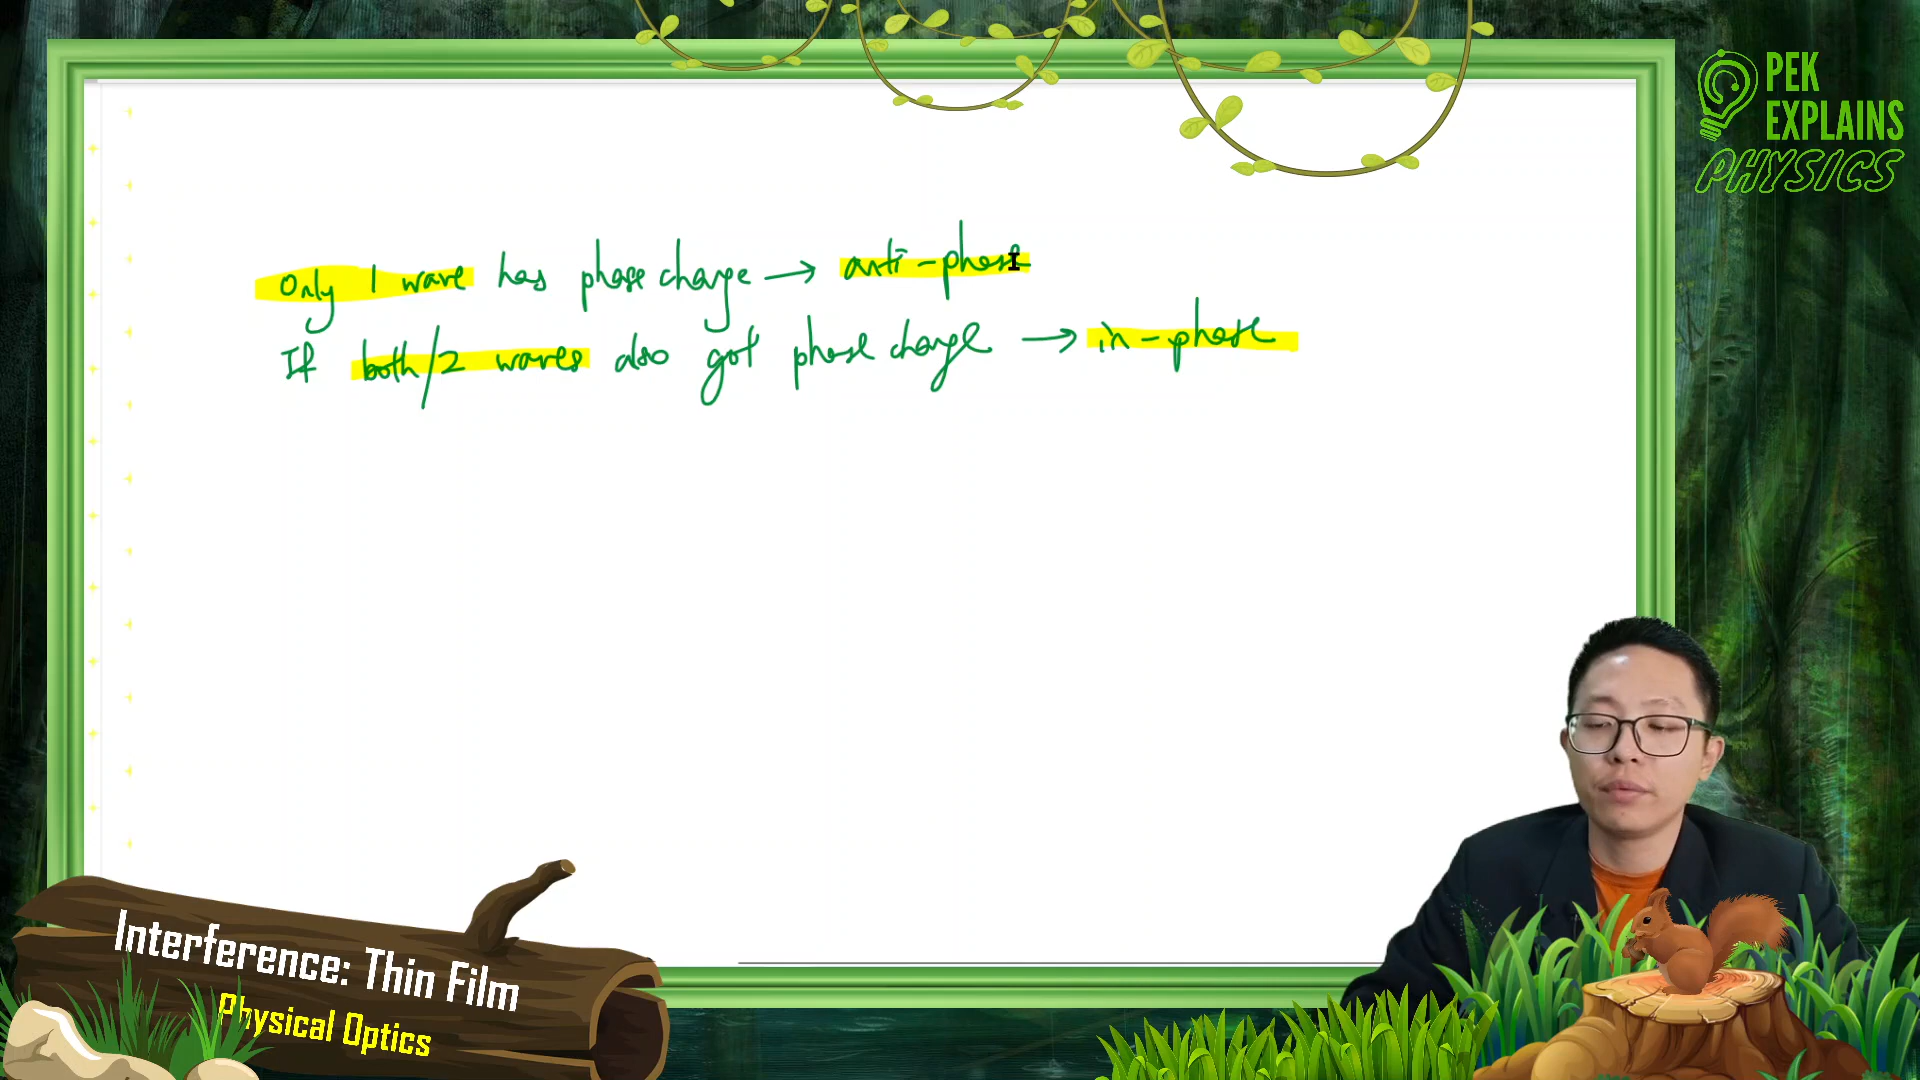 PEK
EXPLAINS
PHYSICS
Only 1 wave has phase change → anti-phase
If both/2 waves also got phase change → in-phase
Interference: Thin Film
Physical Optics